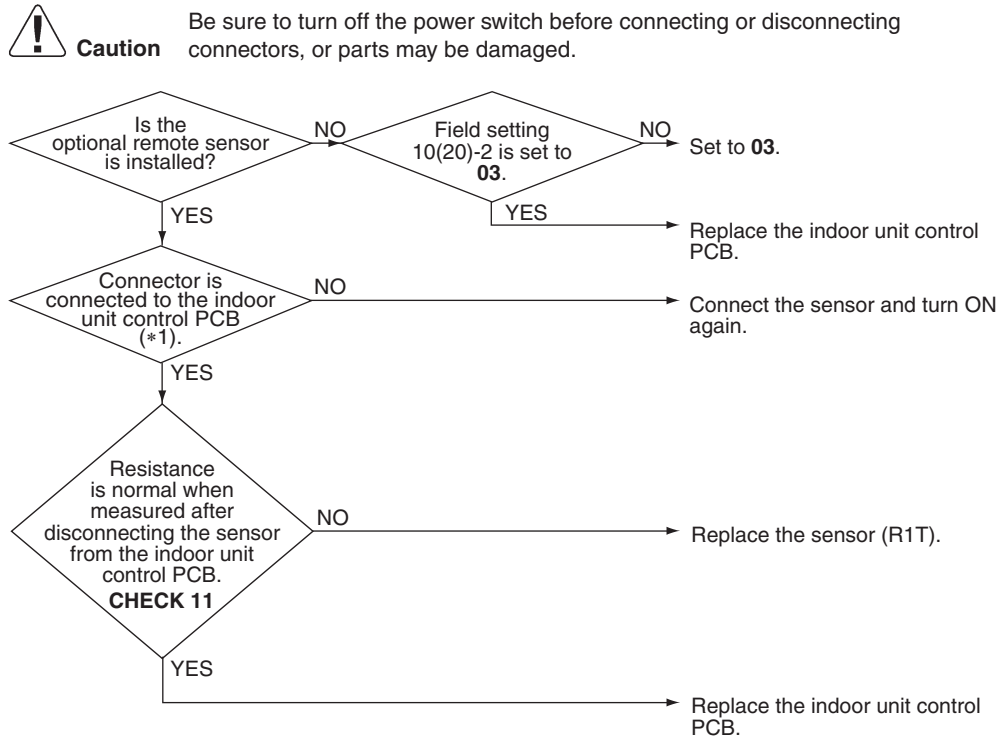 Be sure to turn off the power switch before connecting or disconnecting
Caution connectors, or parts may be damaged.
Is the
optional remote sensor
is installed?
NO
Field setting
10(20)-2 is set to
03.
NO
Set to 03.
YES
YES
Replace the indoor unit control
PCB.
Connector is
connected to the indoor
unit control PCB
(*1).
NO
Connect the sensor and turn ON
again.
YES
Resistance
is normal when
measured after
disconnecting the sensor
from the indoor unit
control PCB.
CHECK 11
NO
Replace the sensor (R1T).
YES
Replace the indoor unit control
PCB.